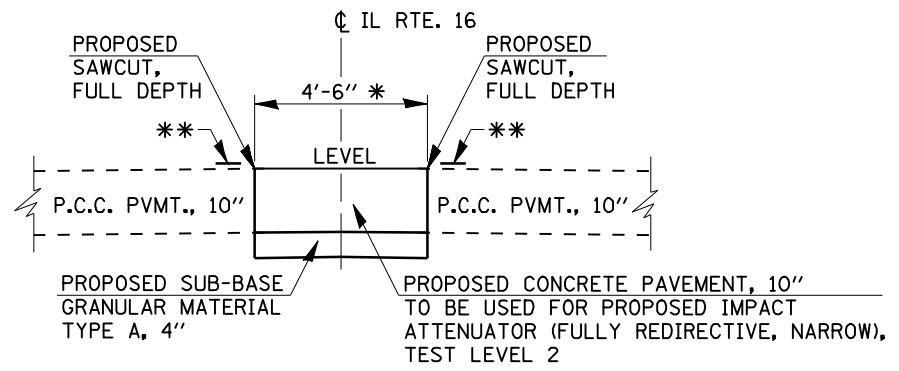 ℄ IL RTE. 16
PROPOSED
SAWCUT,
FULL DEPTH
PROPOSED
SAWCUT,
FULL DEPTH
4'-6" *
**
**
LEVEL
P.C.C. PVMT., 10"
P.C.C. PVMT., 10"
PROPOSED SUB-BASE
GRANULAR MATERIAL
TYPE A, 4"
PROPOSED CONCRETE PAVEMENT, 10"
TO BE USED FOR PROPOSED IMPACT
ATTENUATOR (FULLY REDIRECTIVE, NARROW),
TEST LEVEL 2